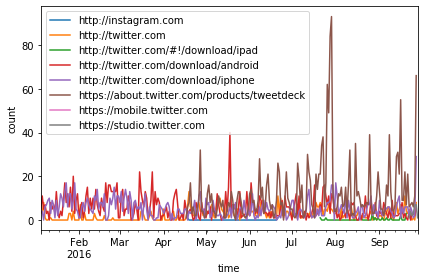 http://instagram.com
http://twitter.com
http://twitter.com/#!/download/ipad
http://twitter.com/download/android
http://twitter.com/download/iphone
https://about.twitter.com/products/tweetdeck
https://mobile.twitter.com
https://studio.twitter.com
count
80
60
40
20
0
Feb Mar Apr May Jun Jul Aug Sep
2016
time